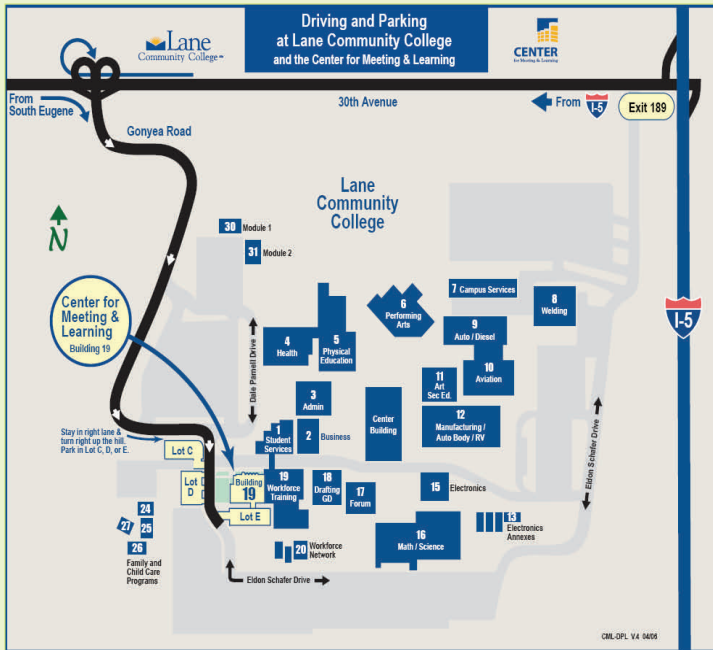 Driving and Parking
at Lane Community College
and the Center for Meeting & Learning
Lane
Community College
CENTER
for Meeting & Learning
From
South Eugene
30th Avenue
From
I-5
Exit 189
Gonyea Road
Lane
Community
College
N
30 Module 1
31 Module 2
Center for
Meeting &
Learning
Building 19
I-5
7 Campus Services
6
Performing
Arts
8
Welding
9
Auto / Diesel
4
Health
5
Physical
Education
10
Aviation
11
Art
Sec Ed.
Dale Parnell Drive
3
Admin
Center
Building
12
Manufacturing /
Auto Body / RV
1
Student
Services
2
Business
Eldon Schafer Drive
Stay in right lane &
turn right up the hill.
Park in Lot C, D, or E.
Lot C
Lot
D
Building
19
19
Workforce
Training
18
Drafting
GD
17
Forum
15
Electronics
Lot E
24
27
25
26
Family and
Child Care
Programs
20
Workforce
Network
16
Math / Science
13
Electronics
Annexes
Eldon Schafer Drive
CML-DPL V.4 04/06